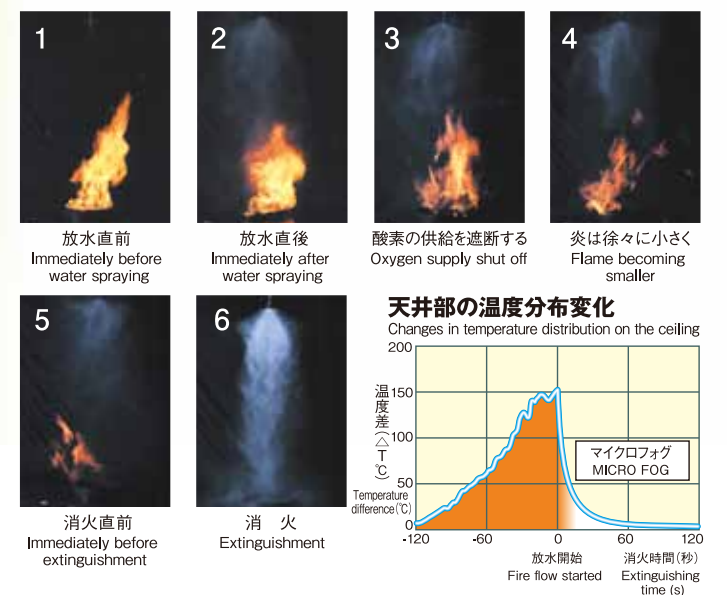 1
2
3
4
放水直前
Immediately before
water spraying
放水直後
Immediately after
water spraying
酸素の供給を遮断する
Oxygen supply shut off
炎は徐々に小さく
Flame becoming
smaller
5
6
消火直前
Immediately before
extinguishment
消 火
Extinguishment
天井部の温度分布変化
Changes in temperature distribution on the ceiling
200
150
100
50
0
温度差(△T℃)
Temperature
difference(℃)
マイクロフォグ
MICRO FOG
-120
-60
0
60
120
放水開始
Fire flow started
消火時間(秒)
Extinguishing
time (s)